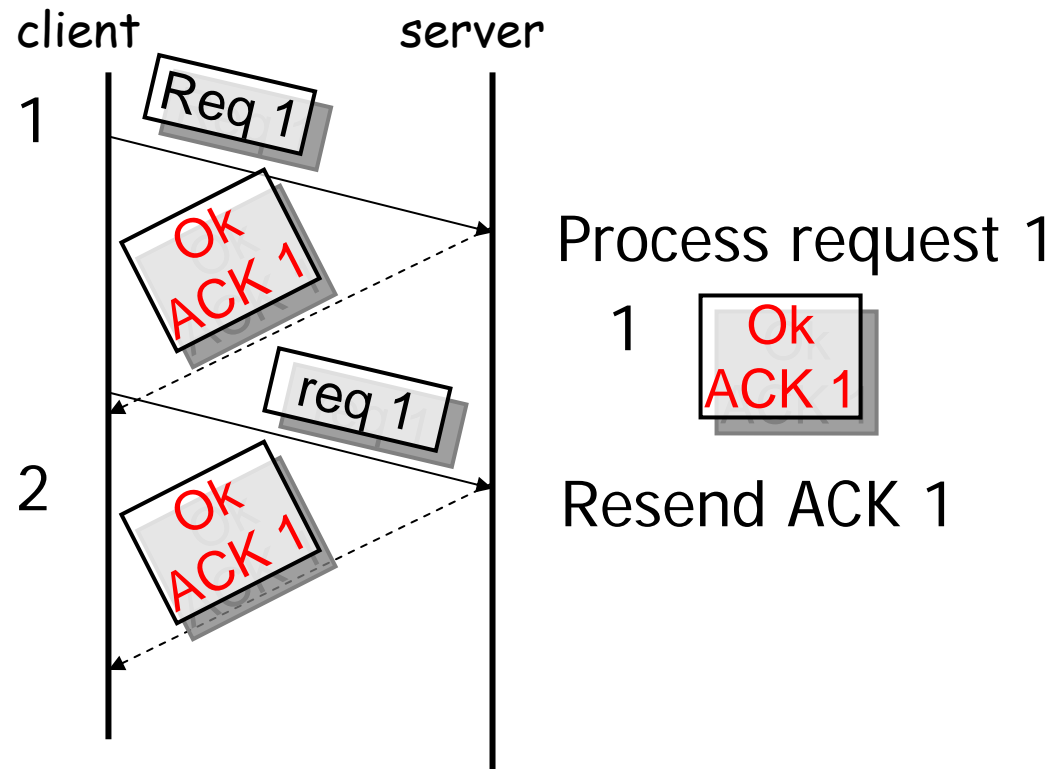 client server
1 Req 1
Ok
ACK 1
Process request 1
1 Ok
ACK 1
req 1
2 Ok
ACK 1
Resend ACK 1